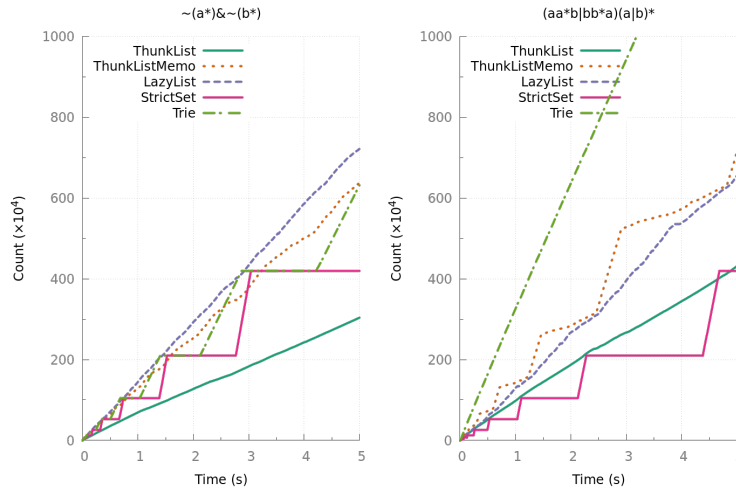 ~(a*)&~(b*)
1000
800
600
400
200
0
Count (×10⁴)
ThunkList
ThunkListMemo
LazyList
StrictSet
Trie
0 1 2 3 4 5
Time (s)
(aa*b|bb*a)(a|b)*
1000
800
600
400
200
0
Count (×10⁴)
ThunkList
ThunkListMemo
LazyList
StrictSet
Trie
0 1 2 3 4 5
Time (s)